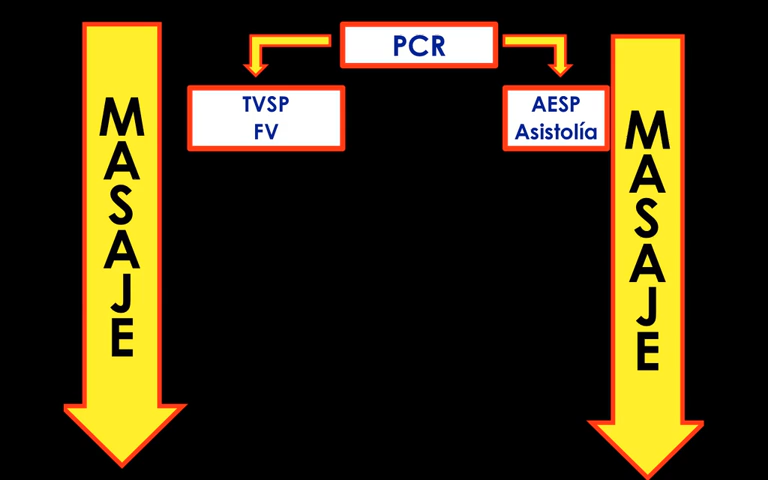 PCR
TVSP
FV
AESP
Asistolía
MASAJE
MASAJE